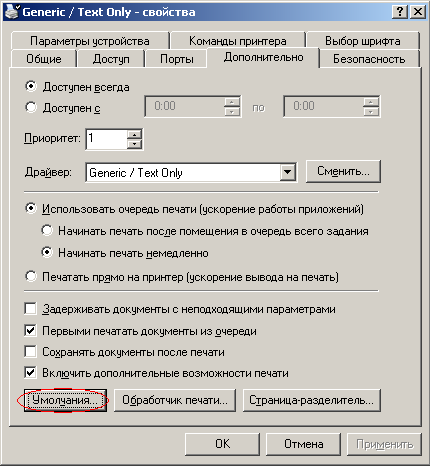 Generic / Text Only - свойства
Параметры устройства Команды принтера Выбор шрифта
Общие Доступ Порты Дополнительно Безопасность
Доступен всегда
Доступен с 0:00 по 0:00
Приоритет: 1
Драйвер: Generic / Text Only Сменить...
Использовать очередь печати (ускорение работы приложений)
Начинать печать после помещения в очередь всего задания
Начинать печать немедленно
Печатать прямо на принтер (ускорение вывода на печать)
Задерживать документы с неподходящими параметрами
Первыми печатать документы из очереди
Сохранять документы после печати
Включить дополнительные возможности печати
Умолчания... Обработчик печати... Страница-разделитель...
OK Отмена Применить